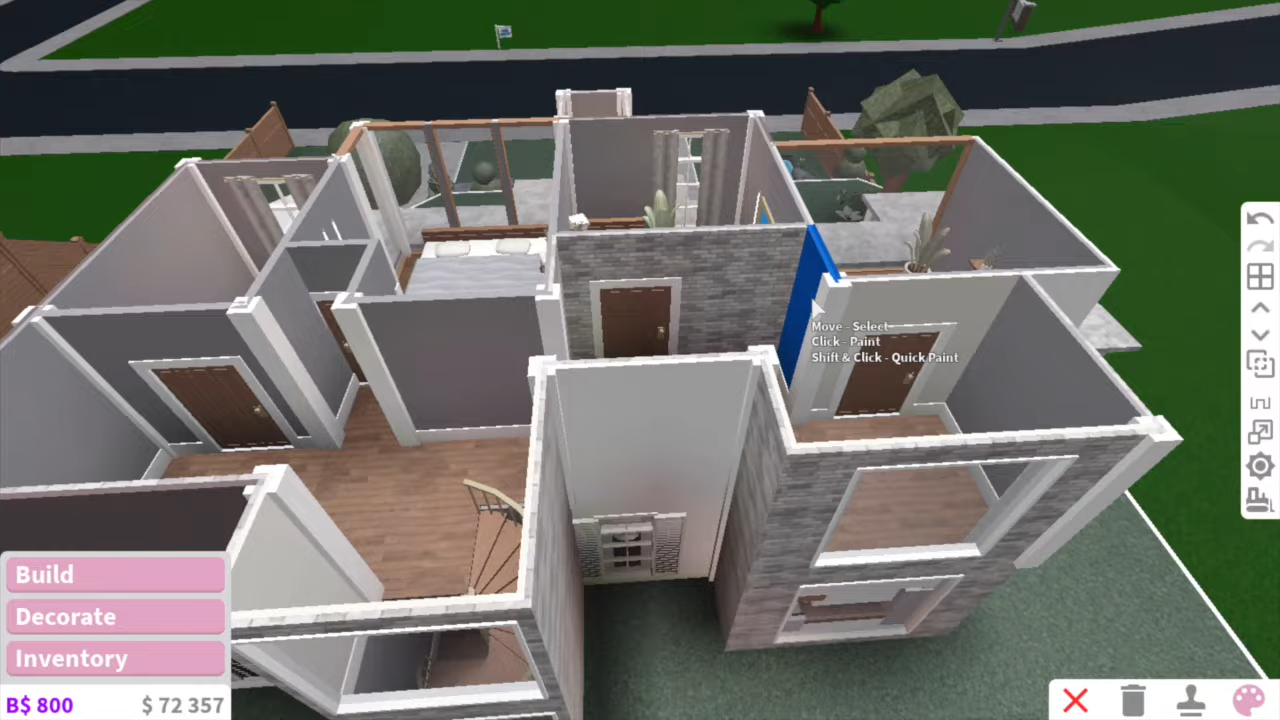 Move - Select
Click - Paint
Shift & Click - Quick Paint
Build
Decorate
Inventory
B$ 800
$ 72 357